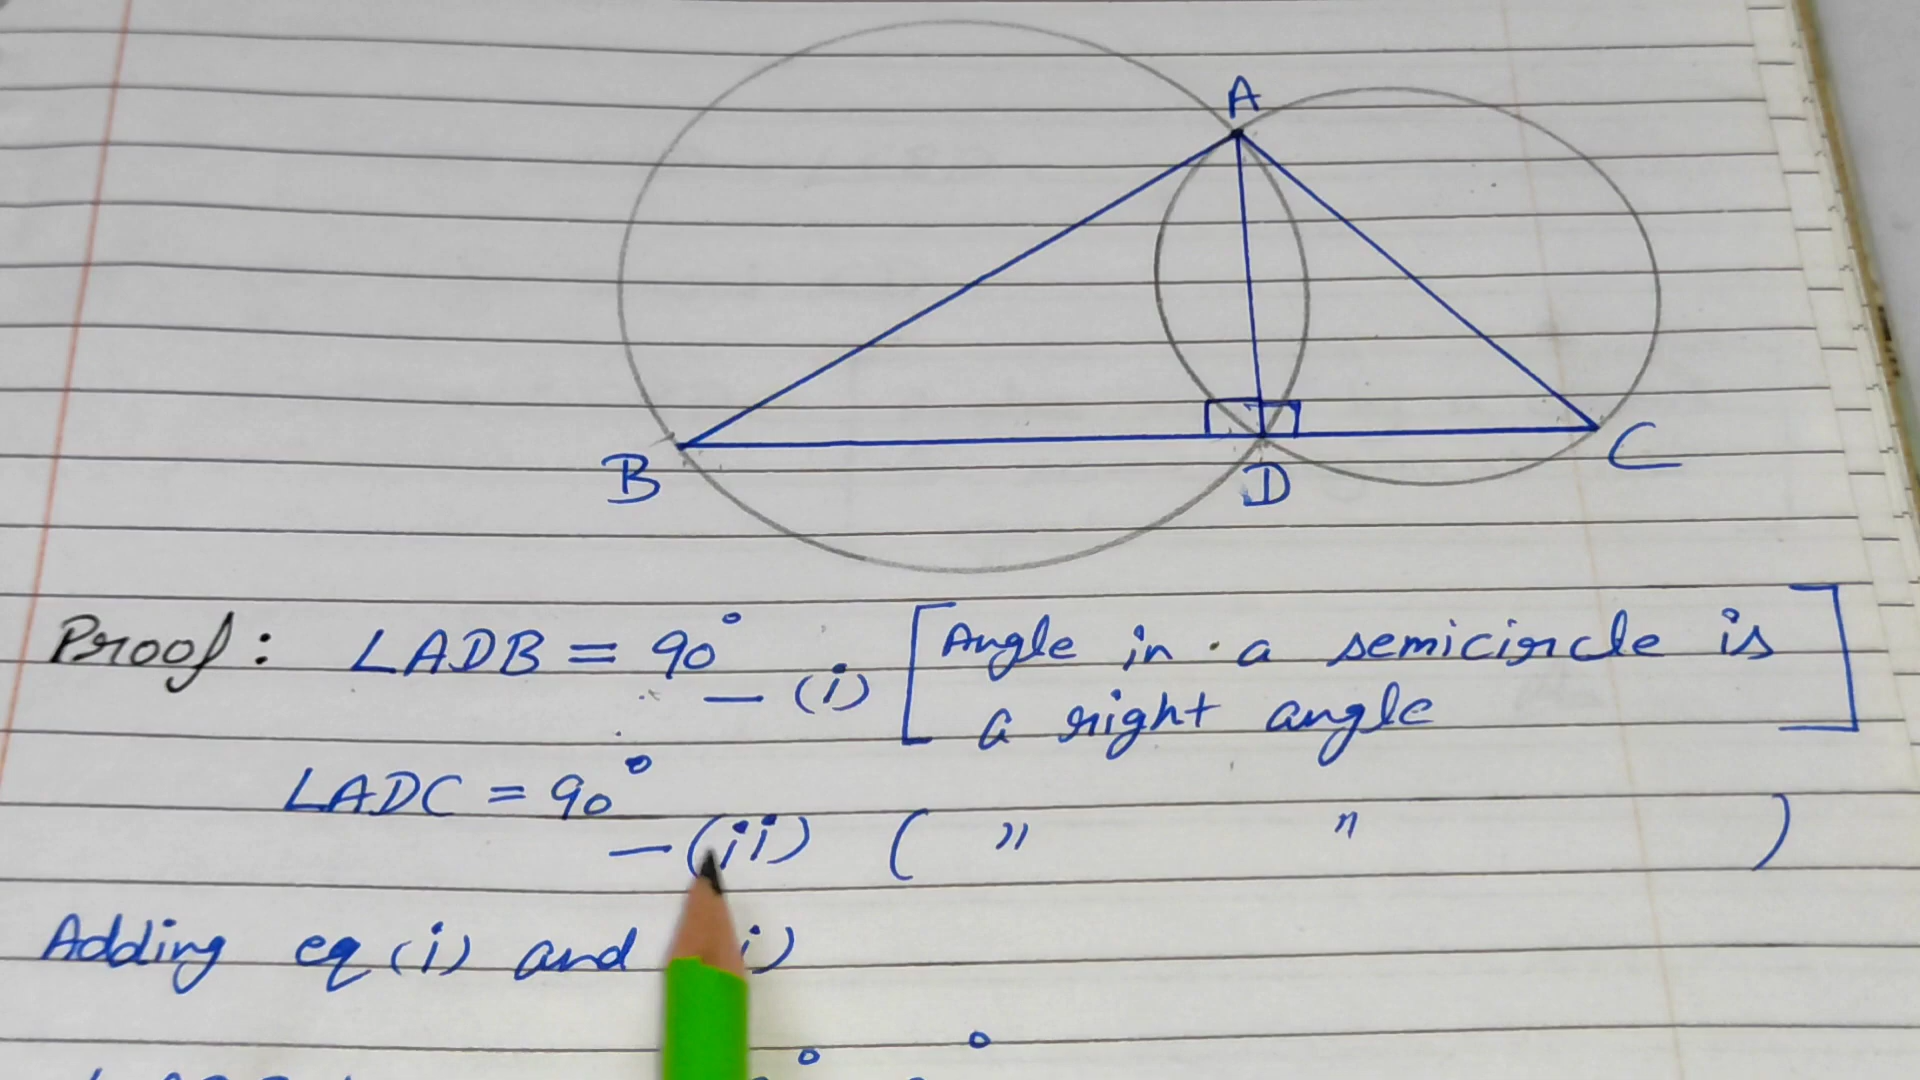 A
B
D
C
Proof: ∠ADB = 90° — (i) [Angle in a semicircle is
a right angle]
∠ADC = 90° — (ii) ( " " )
Adding eq (i) and i)